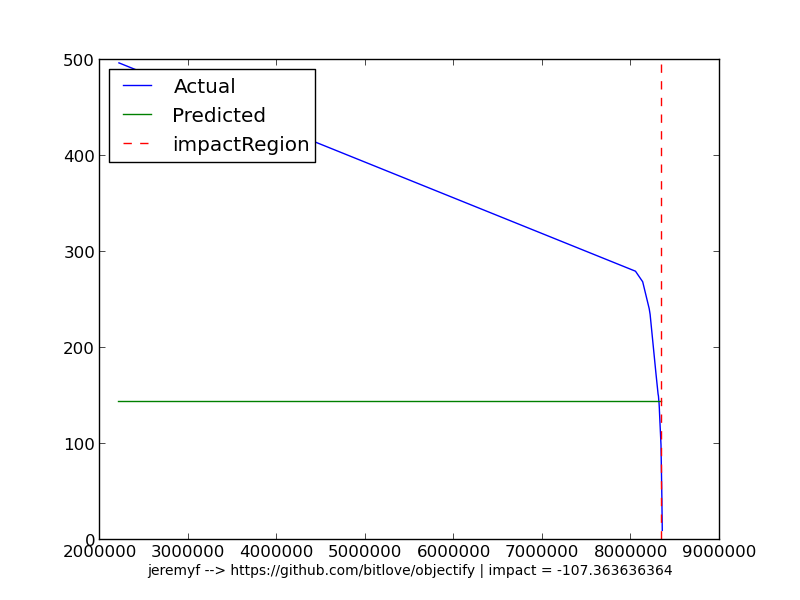 500
400
300
200
100
0
Actual
Predicted
impactRegion
2000000 3000000 4000000 5000000 6000000 7000000 8000000 9000000
jeremyf --> https://github.com/bitlove/objectify | impact = -107.363636364